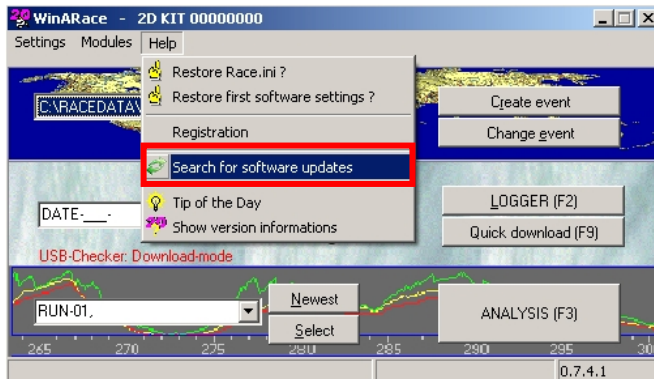 WinARace - 2D KIT 00000000
Settings Modules Help
Restore Race.ini ?
Restore first software settings ?
Registration
Search for software updates
Tip of the Day
Show version informations
C:\RACEDATA\
Create event
Change event
DATE-___-
LOGGER (F2)
Quick download (F9)
USB-Checker: Download-mode
RUN-01,
Newest
Select
ANALYSIS (F3)
265 270 275 280 285 290 295 30
0.7.4.1